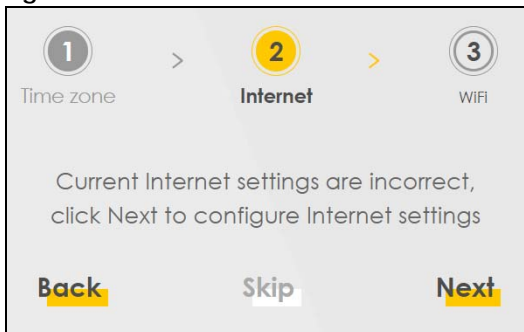 1 > 2 > 3
Time zone Internet WiFi
Current Internet settings are incorrect,
click Next to configure Internet settings
Back Skip Next